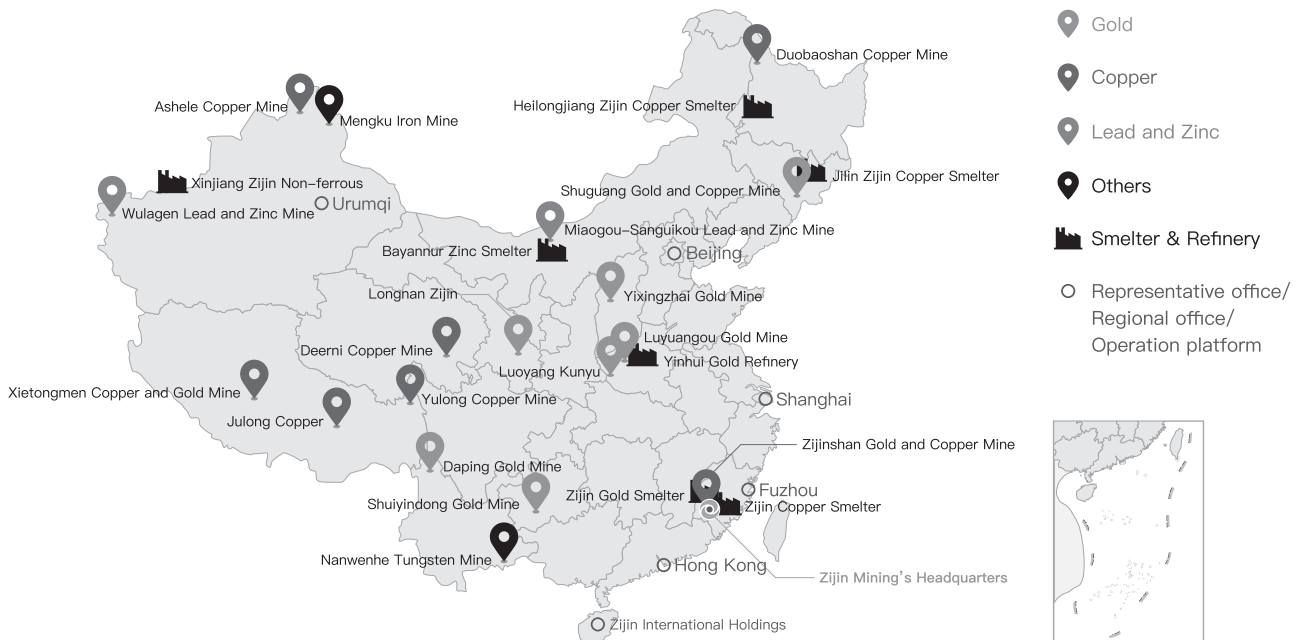 Duobaoshan Copper Mine
Ashele Copper Mine
Heilongjiang Zijin Copper Smelter
Mengku Iron Mine
Jilin Zijin Copper Smelter
Xinjiang Zijin Non-ferrous
Shuguang Gold and Copper Mine
Urumqi
Wulagen Lead and Zinc Mine
Miaogou-Sanguikou Lead and Zinc Mine
Bayannur Zinc Smelter
Beijing
Longnan Zijin
Yixingzhai Gold Mine
Luyuangou Gold Mine
Deerni Copper Mine
Yinhui Gold Refinery
Luoyang Kunyu
Xietongmen Copper and Gold Mine
Yulong Copper Mine
Shanghai
Julong Copper
Zijinshan Gold and Copper Mine
Daping Gold Mine
Fuzhou
Zijin Gold Smelter
Shuiyindong Gold Mine
Zijin Copper Smelter
Nanwenhe Tungsten Mine
Hong Kong
Zijin Mining's Headquarters
Zijin International Holdings
Gold
Copper
Lead and Zinc
Others
Smelter & Refinery
Representative office/
Regional office/
Operation platform